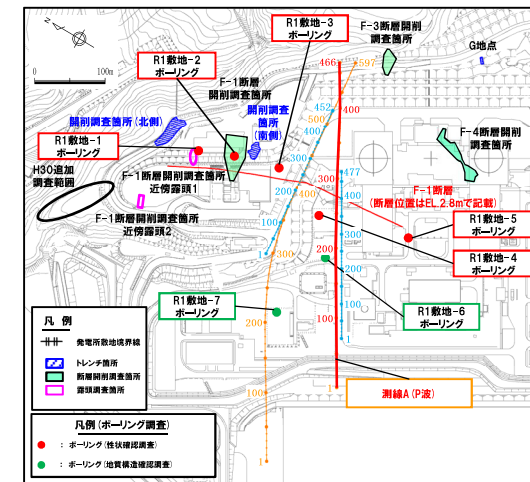 N
0 100m
R1敷地-3
ボーリング
F-3断層開削
調査箇所
G地点
R1敷地-2
ボーリング
F-1断層
開削調査箇所
466
597
開削調査箇所(北側)
開削調査
箇所
(南側)
452
500
400
R1敷地-1
ボーリング
F-4断層開削
調査箇所
H30追加
調査範囲
F-1断層開削調査箇所
近傍露頭1
300
477
400
200
400
F-1断層
(断層位置はEL.2.8mで記載)
F-1断層開削調査箇所
近傍露頭2
100
300
1
300
200
200
100
1
R1敷地-5
ボーリング
R1敷地-4
ボーリング
R1敷地-6
ボーリング
R1敷地-7
ボーリング
200
100
100
1
1
測線A(P波)
凡 例
発電所敷地境界線
トレンチ箇所
断層開削調査箇所
露頭調査箇所
凡例(ボーリング調査)
: ボーリング(性状確認調査)
: ボーリング(地質構造確認調査)